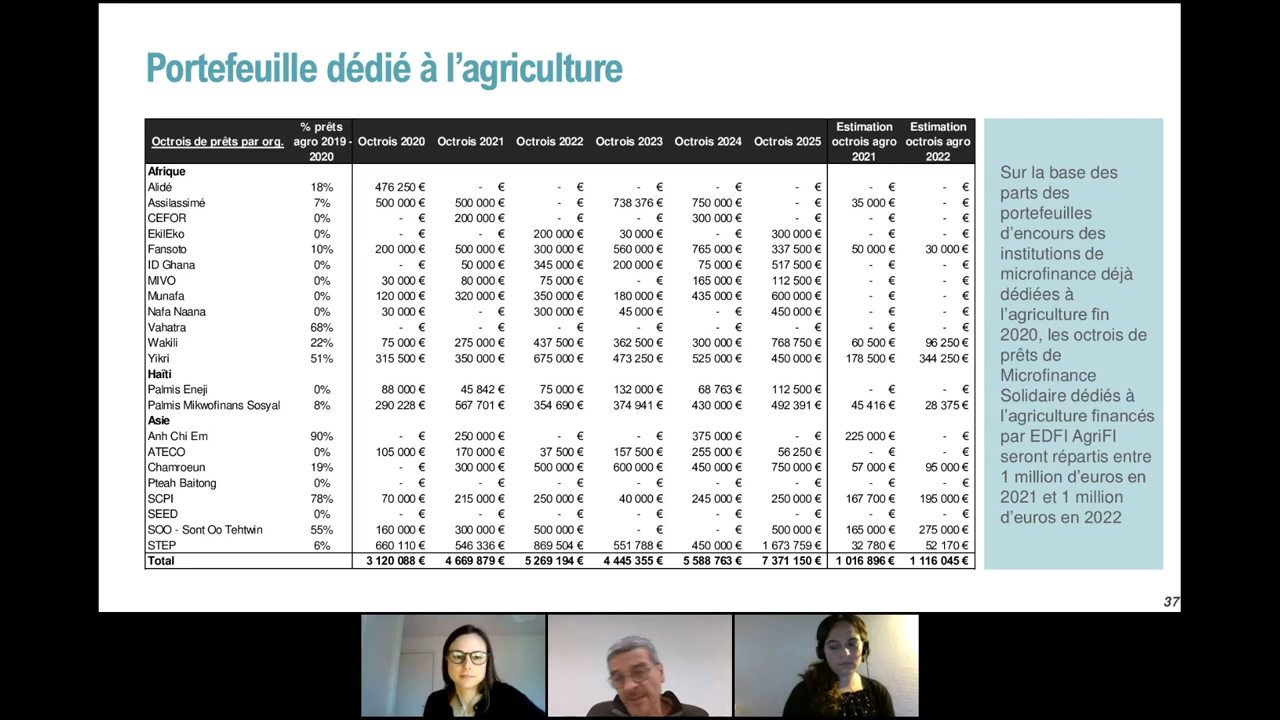 Portefeuille dédié à l'agriculture
Octrois de prêts par org. % prêts agro 2019 - 2020 Octrois 2020 Octrois 2021 Octrois 2022 Octrois 2023 Octrois 2024 Octrois 2025 Estimation octrois agro 2021 Estimation octrois agro 2022
Afrique
Alidé 18% 476 250 € - € - € - € - € - € - € - €
Assilassimé 7% 500 000 € 500 000 € - € 738 376 € 750 000 € - € 35 000 € - €
CEFOR 0% - € 200 000 € - € - € 300 000 € - € - € - €
EkilEko 0% - € - € 200 000 € 30 000 € - € 300 000 € - € - €
Fansoto 10% 200 000 € 500 000 € 300 000 € 560 000 € 765 000 € 337 500 € 50 000 € 30 000 €
ID Ghana 0% - € 50 000 € 345 000 € 200 000 € 75 000 € 517 500 € - € - €
MIVO 0% 30 000 € 80 000 € 75 000 € - € 165 000 € 112 500 € - € - €
Munafa 0% 120 000 € 320 000 € 350 000 € 180 000 € 435 000 € 600 000 € - € - €
Nafa Naana 0% 30 000 € - € 300 000 € 45 000 € - € 450 000 € - € - €
Vahatra 68% - € - € - € - € - € - € - € - €
Wakili 22% 75 000 € 275 000 € 437 500 € 362 500 € 300 000 € 768 750 € 60 500 € 96 250 €
Yikri 51% 315 500 € 350 000 € 675 000 € 473 250 € 525 000 € 450 000 € 178 500 € 344 250 €
Haïti
Palmis Eneji 0% 88 000 € 45 842 € 75 000 € 132 000 € 68 763 € 112 500 € - € - €
Palmis Mikwofinans Sosyal 8% 290 228 € 567 701 € 354 690 € 374 941 € 430 000 € 492 391 € 45 416 € 28 375 €
Asie
Anh Chi Em 90% - € 250 000 € - € - € 375 000 € - € 225 000 € - €
ATECO 0% 105 000 € 170 000 € 37 500 € 157 500 € 255 000 € 56 250 € - € - €
Chamroeun 19% - € 300 000 € 500 000 € 600 000 € 450 000 € 750 000 € 57 000 € 95 000 €
Pteah Baitong 0% - € - € - € - € - € - € - € - €
SCPI 78% 70 000 € 215 000 € 250 000 € 40 000 € 245 000 € 250 000 € 167 700 € 195 000 €
SEED 0% - € - € - € - € - € - € - € - €
SOO - Sont Oo Tehtwin 55% 160 000 € 300 000 € 500 000 € - € - € 500 000 € 165 000 € 275 000 €
STEP 6% 660 110 € 546 336 € 869 504 € 551 788 € 450 000 € 1 673 759 € 32 780 € 52 170 €
Total 3 120 088 € 4 669 879 € 5 269 194 € 4 445 355 € 5 588 763 € 7 371 150 € 1 016 896 € 1 116 045 €
Sur la base des
parts des
portefeuilles
d'encours des
institutions de
microfinance déjà
dédiées à
l'agriculture fin
2020, les octrois de
prêts de
Microfinance
Solidaire dédiés à
l'agriculture financés
par EDFI AgriFI
seront répartis entre
1 million d'euros en
2021 et 1 million
d'euros en 2022
37